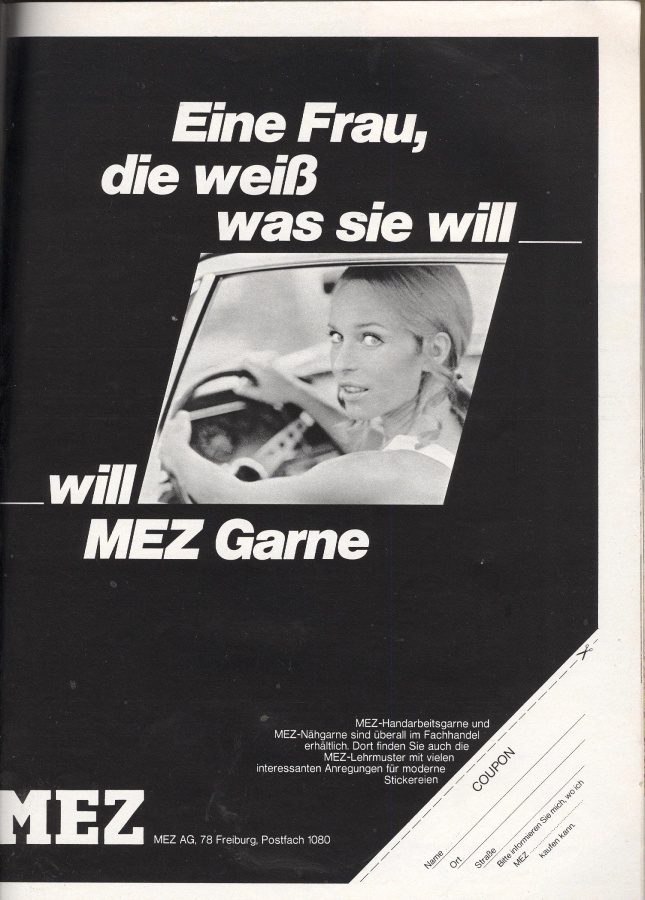 Eine Frau,
die weiß
was sie will
will
MEZ Garne
MEZ-Handarbeitsgarne und
MEZ-Nähgarne sind überall im Fachhandel
erhältlich. Dort finden Sie auch die
MEZ-Lehrmuster mit vielen
interessanten Anregungen für moderne
Stickereien
MEZ
MEZ AG, 78 Freiburg, Postfach 1080
COUPON
Name
Ort
Straße
Bitte informieren Sie mich, wo ich
MEZ
kaufen kann.